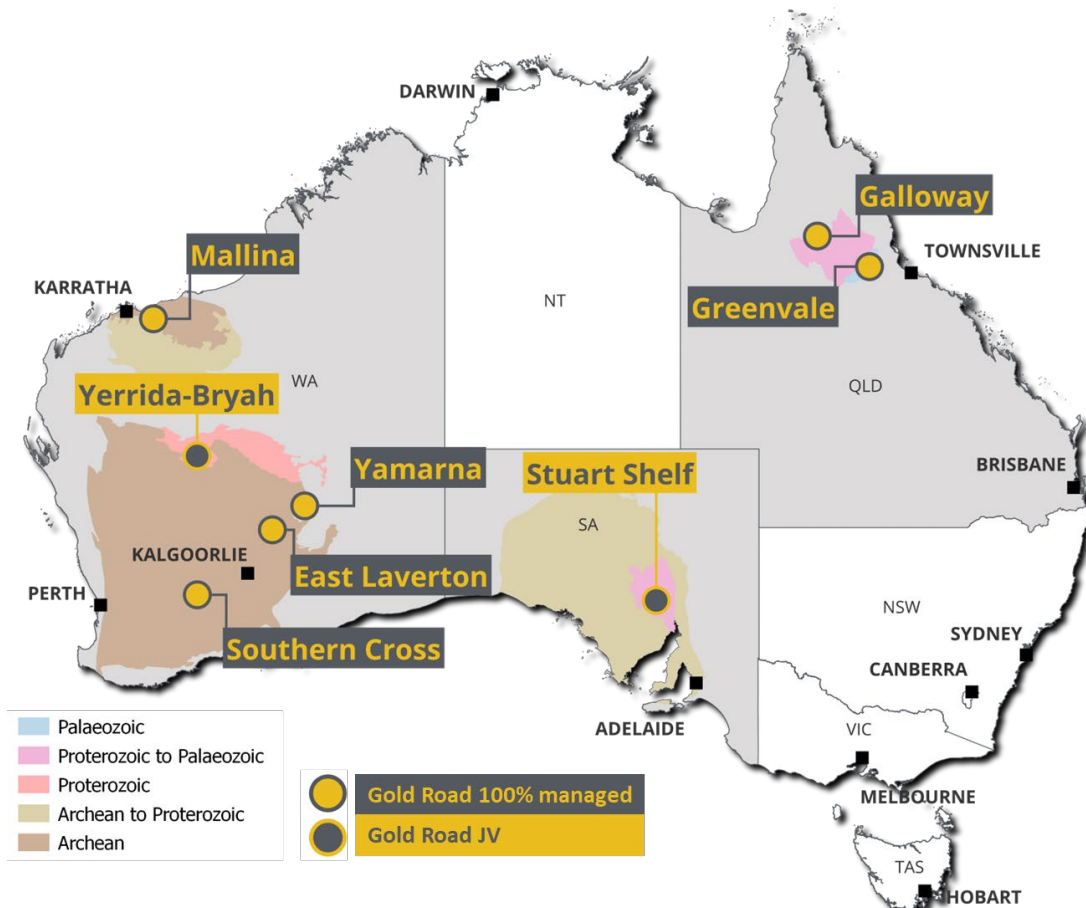 DARWIN
Galloway
Mallina
TOWNSVILLE
KARRATHA
Greenvale
NT
WA
QLD
Yerrida-Bryah
Yamarna
Stuart Shelf
BRISBANE
SA
KALGOORLIE
East Laverton
PERTH
NSW
Southern Cross
SYDNEY
CANBERRA
ADELAIDE
VIC
MELBOURNE
TAS
HOBART
Palaeozoic
Proterozoic to Palaeozoic
Proterozoic
Archean to Proterozoic
Archean
Gold Road 100% managed
Gold Road JV